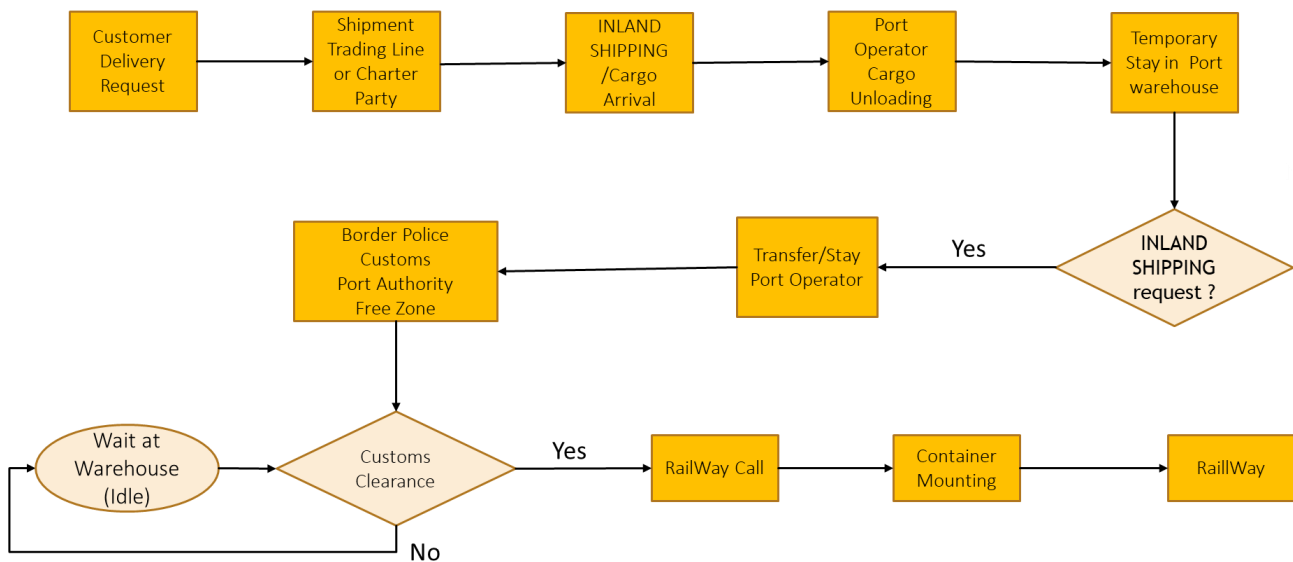 Customer
Delivery
Request
Shipment
Trading Line
or Charter
Party
INLAND
SHIPPING
/Cargo
Arrival
Port
Operator
Cargo
Unloading
Temporary
Stay in Port
warehouse
INLAND
SHIPPING
request ?
Yes
Transfer/Stay
Port Operator
Border Police
Customs
Port Authority
Free Zone
Wait at
Warehouse
(Idle)
Customs
Clearance
No
Yes
RailWay Call
Container
Mounting
RaillWay